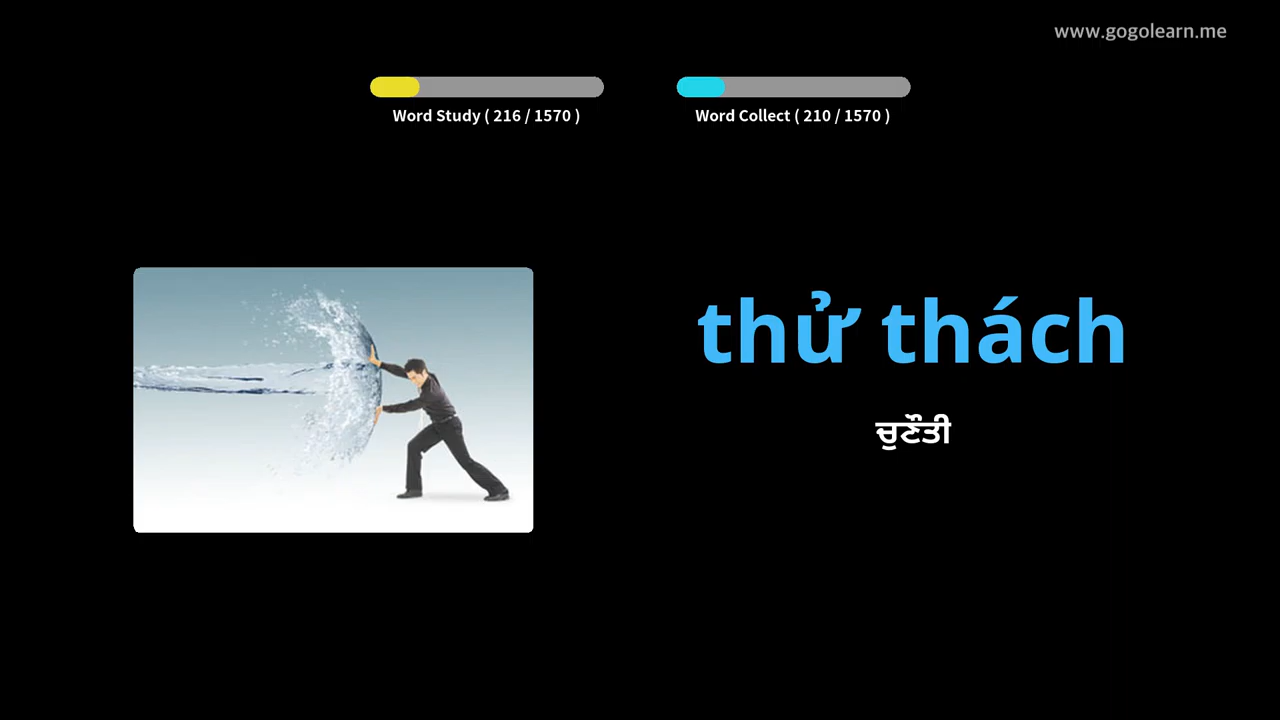 www.gogolearn.me
Word Study ( 216 / 1570 )
Word Collect ( 210 / 1570 )
thử thách
ਚੁਣੌਤੀ